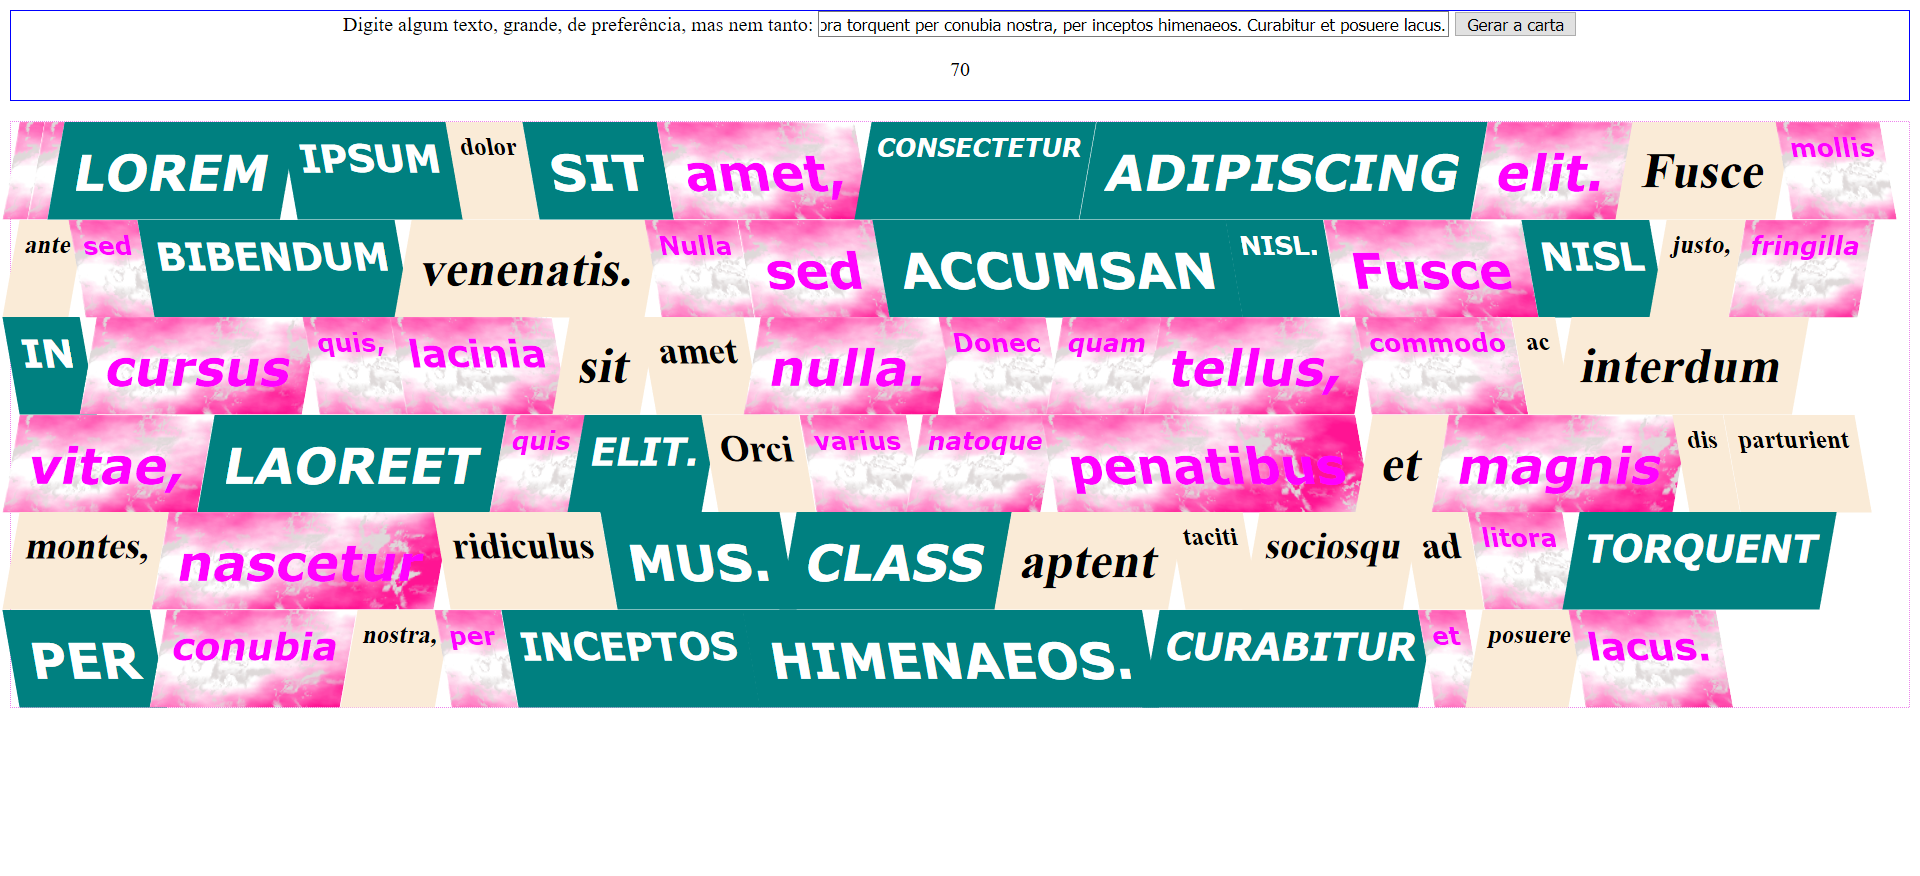 Digite algum texto, grande, de preferência, mas nem tanto: ora torquent per conubia nostra, per inceptos himenaeos. Curabitur et posuere lacus. Gerar a carta
70
LOREM IPSUM dolor SIT amet, CONSECTETUR ADIPISCING elit. Fusce mollis
ante sed BIBENDUM venenatis. Nulla sed ACCUMSAN NISL. Fusce NISL justo, fringilla
IN cursus quis, lacinia sit amet nulla. Donec quam tellus, commodo ac interdum
vitae, LAOREET quis ELIT. Orci varius natoque penatibus et magnis dis parturient
montes, nascetur ridiculus MUS. CLASS aptent taciti sociosqu ad litora TORQUENT
PER conubia nostra, per INCEPTOS HIMENAEOS. CURABITUR et posuere lacus.